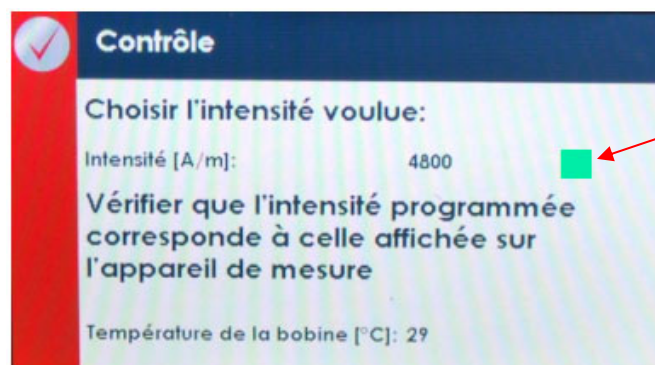 Contrôle
Choisir l'intensité voulue:
Intensité [A/m]: 4800
Vérifier que l'intensité programmée
corresponde à celle affichée sur
l'appareil de mesure
Température de la bobine [°C]: 29